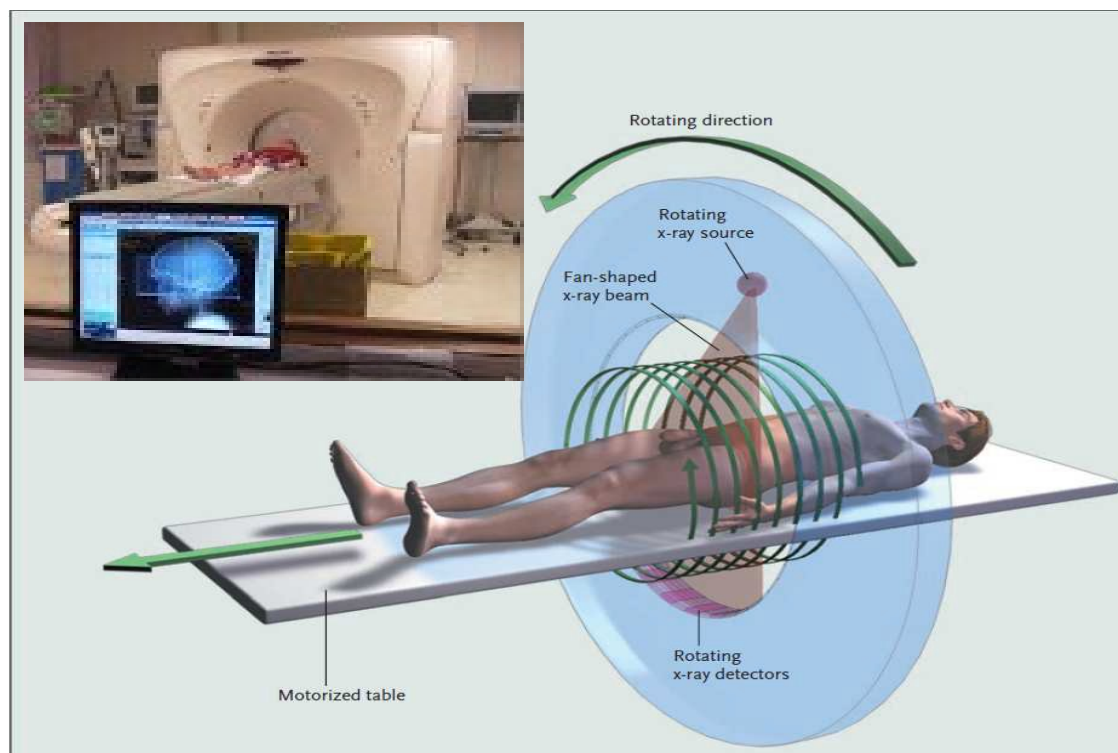 Rotating direction
Rotating
x-ray source
Fan-shaped
x-ray beam
Rotating
x-ray detectors
Motorized table